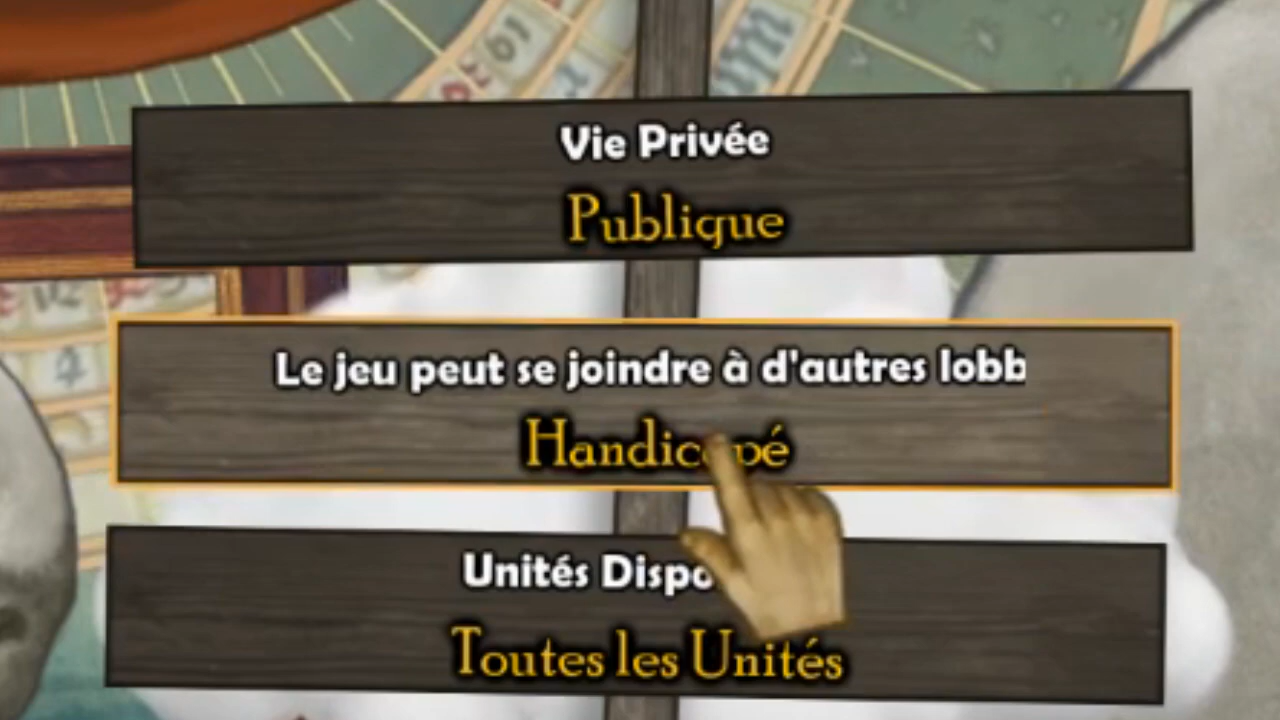 Vie Privée
Publique
Le jeu peut se joindre à d'autres lobb
Handicapé
Unités Dispo
Toutes les Unités